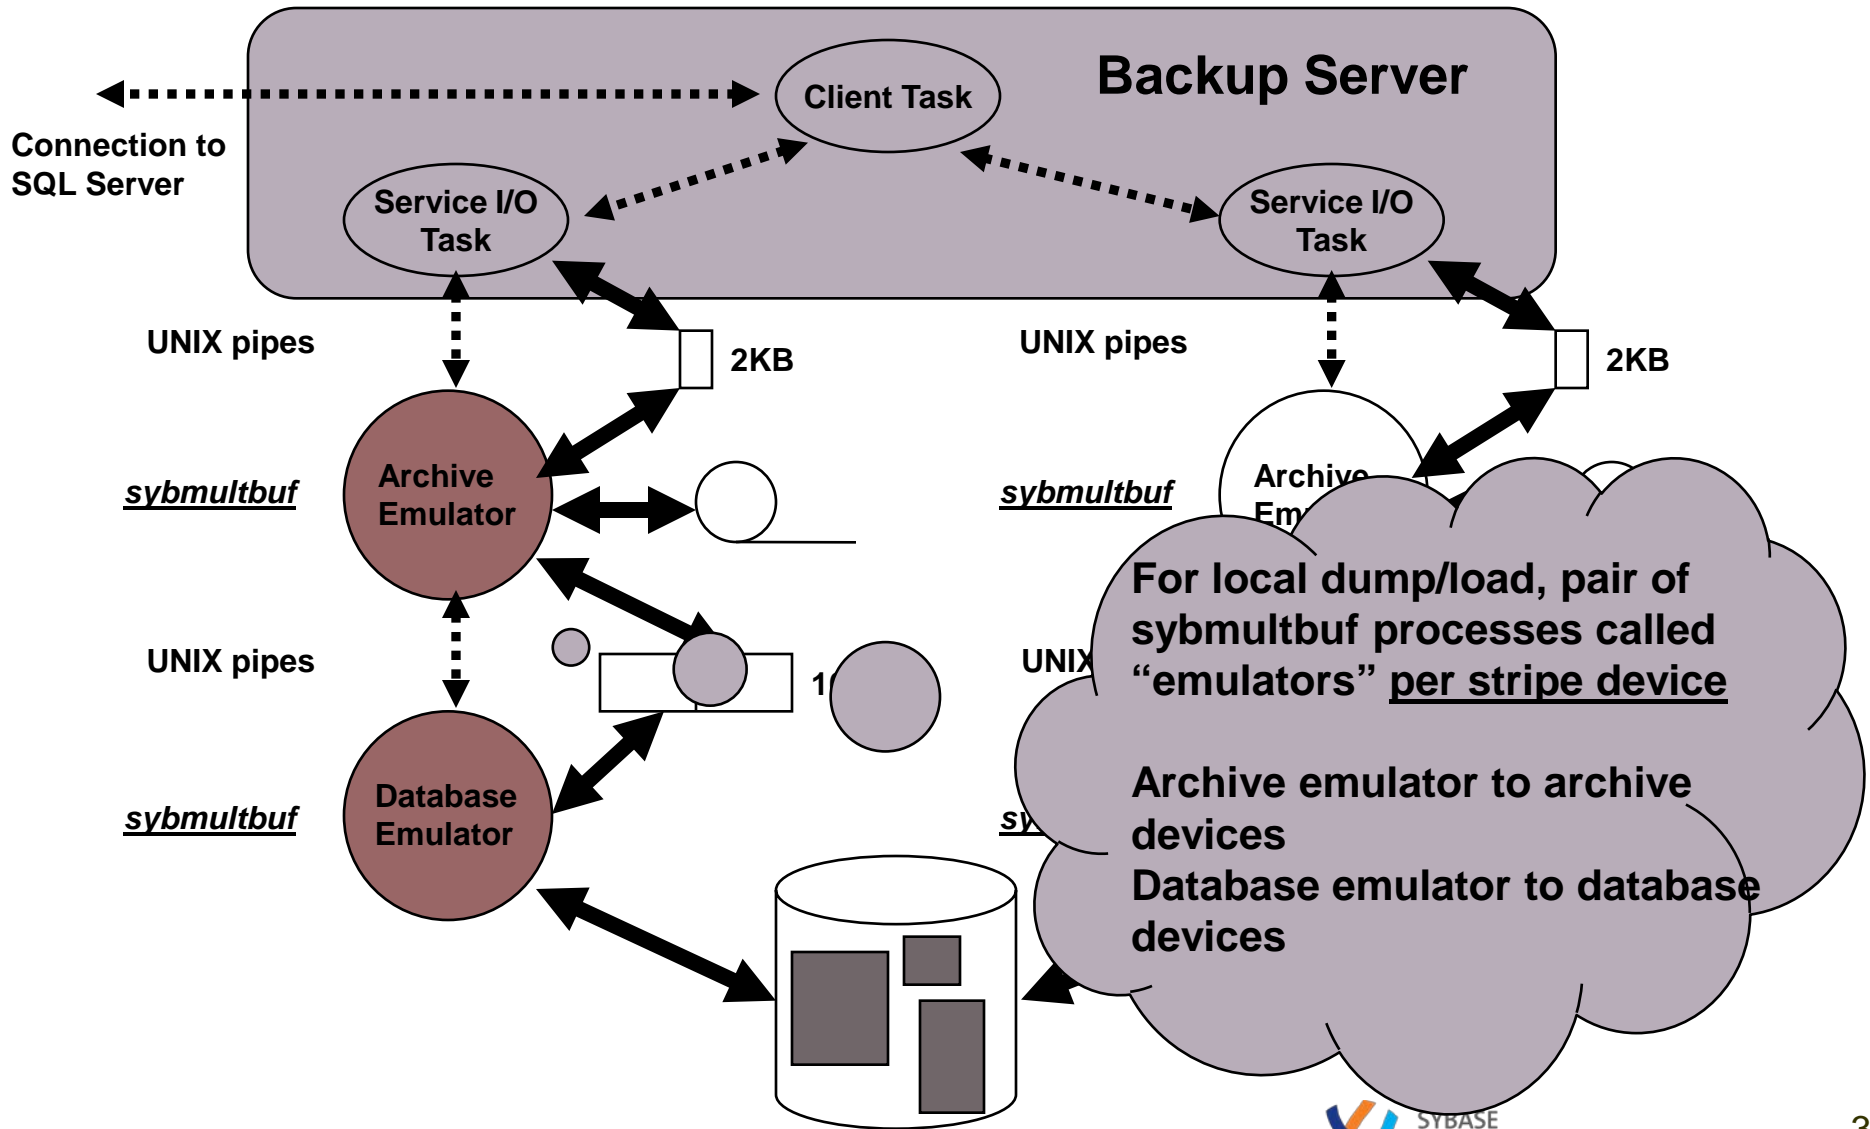 Backup Server
Client Task
Connection to
SQL Server
Service I/O
Task
Service I/O
Task
UNIX pipes
2KB
UNIX pipes
2KB
sybmultbuf
Archive
Emulator
sybmultbuf
Archive
For local dump/load, pair of
sybmultbuf processes called
“emulators” per stripe device
Archive emulator to archive
devices
Database emulator to database
devices
UNIX pipes
UNIX
sybmultbuf
Database
Emulator
SYBASE
3